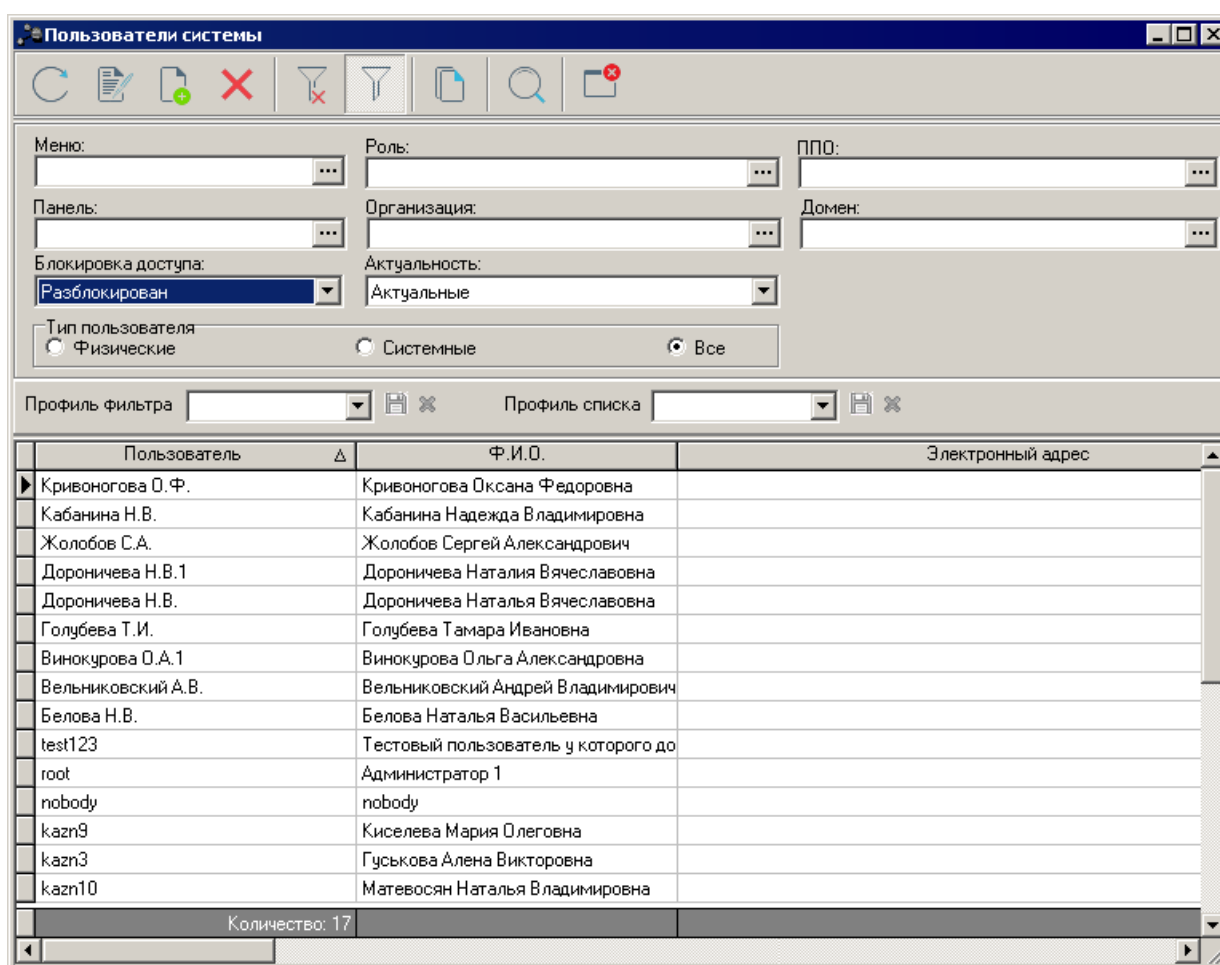 Пользователи системы
Меню: Роль: ППО:
Панель: Организация: Домен:
Блокировка доступа: Актуальность:
Разблокирован Актуальные
Тип пользователя
Физические Системные Все
Профиль фильтра Профиль списка
Пользователь Ф.И.О. Электронный адрес
Кривоногова О.Ф. Кривоногова Оксана Федоровна
Кабанина Н.В. Кабанина Надежда Владимировна
Жолобов С.А. Жолобов Сергей Александрович
Дороничева Н.В.1 Дороничева Наталия Вячеславовна
Дороничева Н.В. Дороничева Наталья Вячеславовна
Голубева Т.И. Голубева Тамара Ивановна
Винокурова О.А.1 Винокурова Ольга Александровна
Вельниковский А.В. Вельниковский Андрей Владимирович
Белова Н.В. Белова Наталья Васильевна
test123 Тестовый пользователь у которого до
root Администратор 1
nobody nobody
kazn9 Киселева Мария Олеговна
kazn3 Гуськова Алена Викторовна
kazn10 Матевосян Наталья Владимировна
Количество: 17